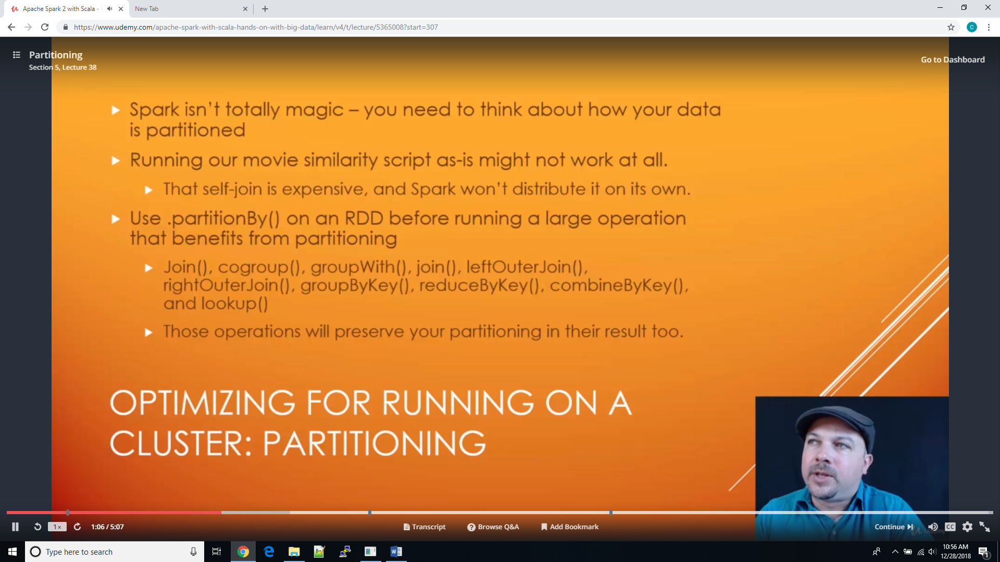 Apache Spark 2 with Scala -
New Tab
https://www.udemy.com/apache-spark-with-scala-hands-on-with-big-data/learn/v4/t/lecture/5365008?start=307
C
Partitioning
Section 5, Lecture 38
Go to Dashboard
Spark isn't totally magic – you need to think about how your data
is partitioned
Running our movie similarity script as-is might not work at all.
That self-join is expensive, and Spark won't distribute it on its own.
Use .partitionBy() on an RDD before running a large operation
that benefits from partitioning
Join(), cogroup(), groupWith(), join(), leftOuterJoin(),
rightOuterJoin(), groupByKey(), reduceByKey(), combineByKey(),
and lookup()
Those operations will preserve your partitioning in their result too.
OPTIMIZING FOR RUNNING ON A
CLUSTER: PARTITIONING
1×
1:06 / 5:07
Transcript
Browse Q&A
Add Bookmark
Continue
CC
udemy
Type here to search
10:56 AM
12/28/2018
1